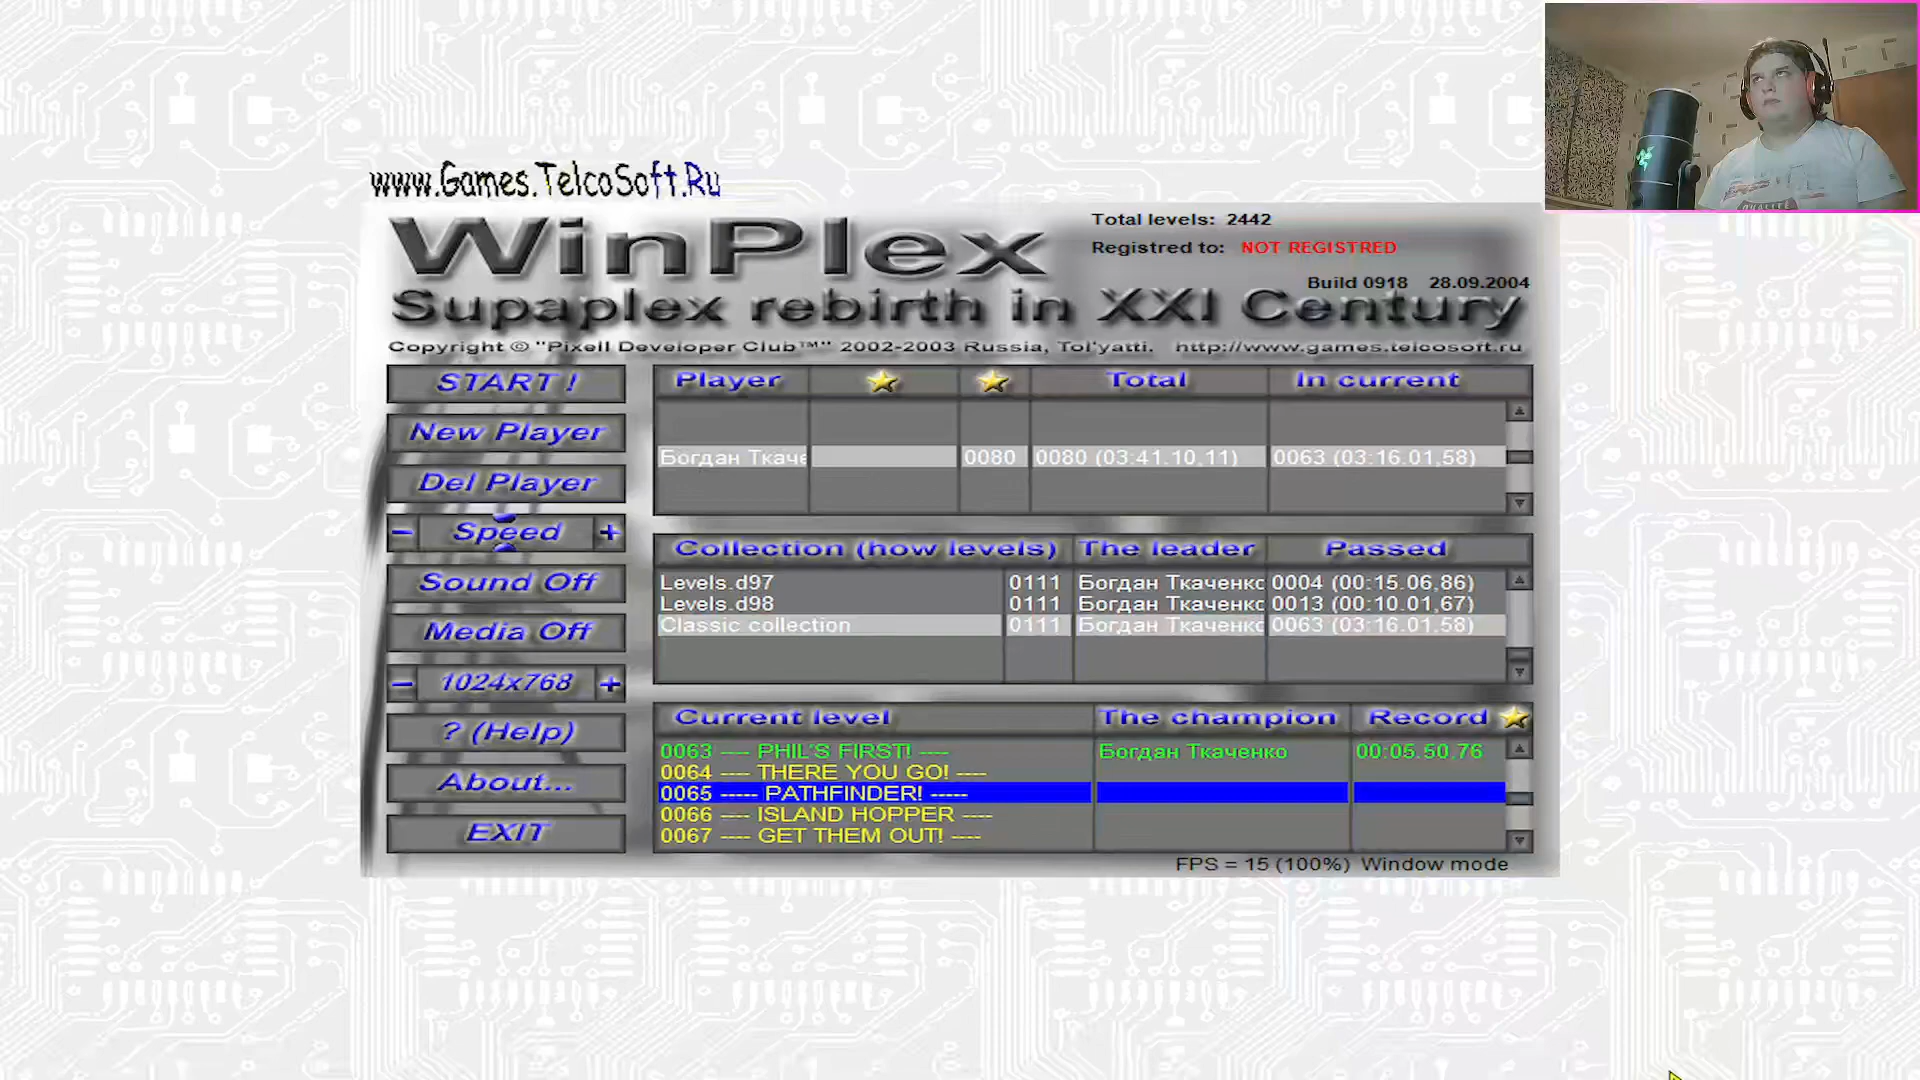 www.Games.TelcoSoft.Ru
WinPlex
Total levels: 2442
Registred to: NOT REGISTRED
Build 0918 28.09.2004
Supaplex rebirth in XXI Century
Copyright © "Pixell Developer Club™" 2002-2003 Russia, Tol'yatti. http://www.games.telcosoft.ru
START !
New Player
Del Player
- Speed +
Sound Off
Media Off
- 1024x768 +
? (Help)
About...
EXIT
Player Total In current
Богдан Ткаче 0080 0080 (03:41.10,11) 0063 (03:16.01,58)
Collection (how levels) The leader Passed
Levels.d97 0111 Богдан Ткаченко 0004 (00:15.06,86)
Levels.d98 0111 Богдан Ткаченко 0013 (00:10.01,67)
Classic collection 0111 Богдан Ткаченко 0063 (03:16.01,58)
Current level The champion Record
0063 ---- PHIL'S FIRST! ---- Богдан Ткаченко 00:05.50,76
0064 ---- THERE YOU GO! ----
0065 ----- PATHFINDER! -----
0066 ---- ISLAND HOPPER ----
0067 ---- GET THEM OUT! ----
FPS = 15 (100%) Window mode